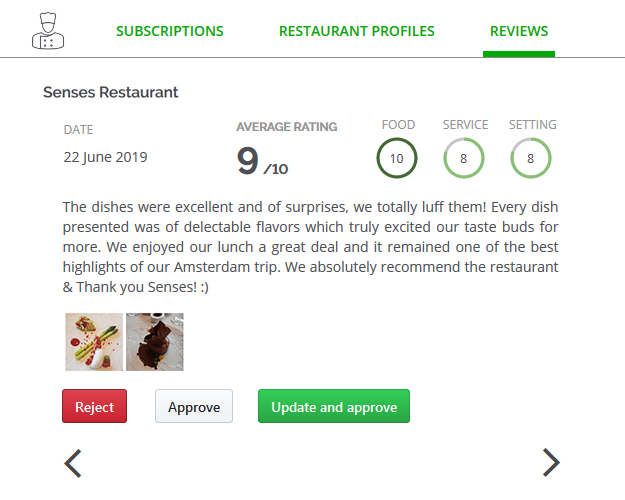 SUBSCRIPTIONS RESTAURANT PROFILES REVIEWS
Senses Restaurant
DATE AVERAGE RATING FOOD SERVICE SETTING
22 June 2019 9 /10 10 8 8
The dishes were excellent and of surprises, we totally luff them! Every dish
presented was of delectable flavors which truly excited our taste buds for
more. We enjoyed our lunch a great deal and it remained one of the best
highlights of our Amsterdam trip. We absolutely recommend the restaurant
& Thank you Senses! :)
Reject Approve Update and approve